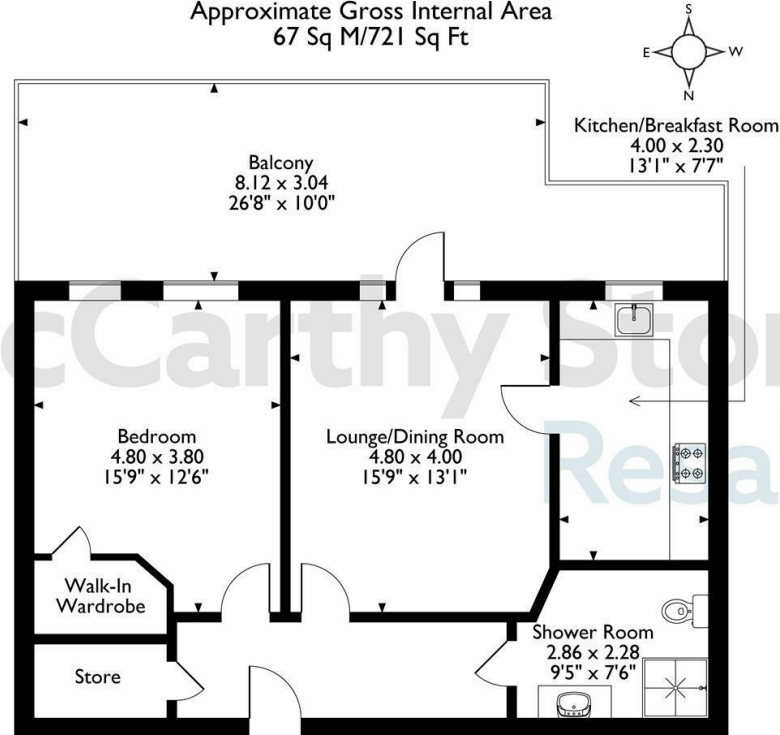 Approximate Gross Internal Area
67 Sq M/721 Sq Ft
S
E
W
N
Kitchen/Breakfast Room
4.00 x 2.30
13'1" x 7'7"
Balcony
8.12 x 3.04
26'8" x 10'0"
cCarthy Sto
Resa
Bedroom
4.80 x 3.80
15'9" x 12'6"
Lounge/Dining Room
4.80 x 4.00
15'9" x 13'1"
Walk-In
Wardrobe
Store
Shower Room
2.86 x 2.28
9'5" x 7'6"